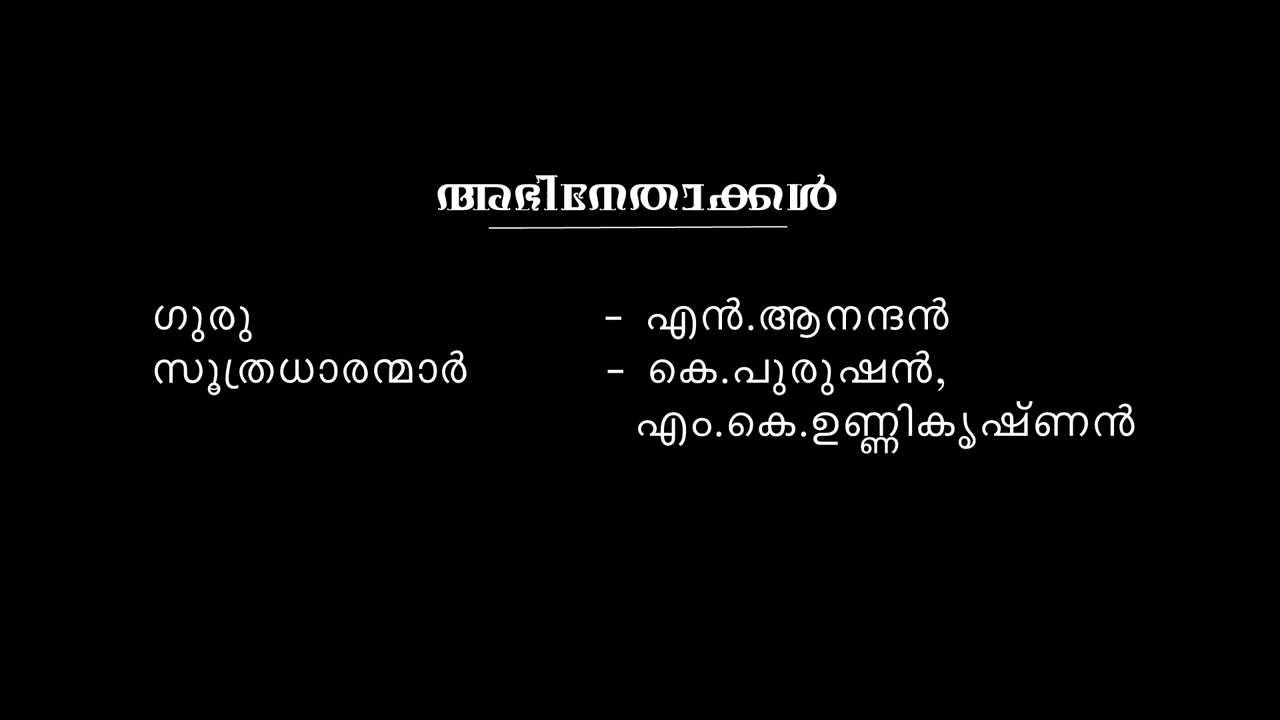 അഭിനേതാക്കൾ
ഗുരു - എൻ.ആനന്ദൻ
സൂത്രധാരന്മാർ - കെ.പുരുഷൻ,
എം.കെ.ഉണ്ണികൃഷ്ണൻ